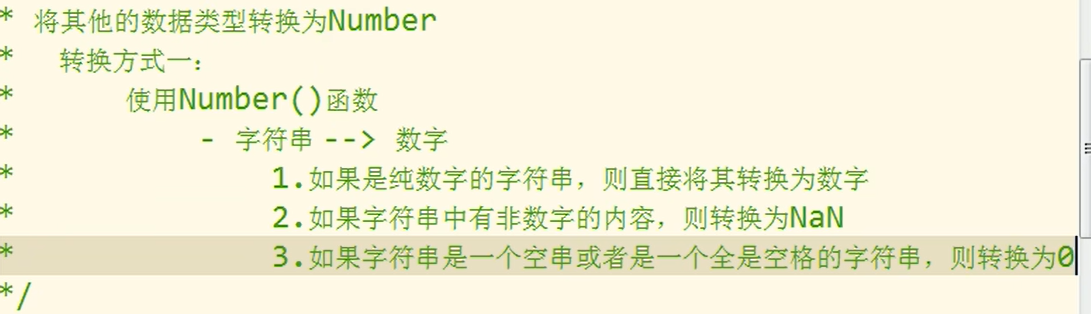 * 将其他的数据类型转换为Number
* 转换方式一：
* 使用Number()函数
* - 字符串 --> 数字
* 1.如果是纯数字的字符串，则直接将其转换为数字
* 2.如果字符串中有非数字的内容，则转换为NaN
* 3.如果字符串是一个空串或者是一个全是空格的字符串，则转换为0
*/